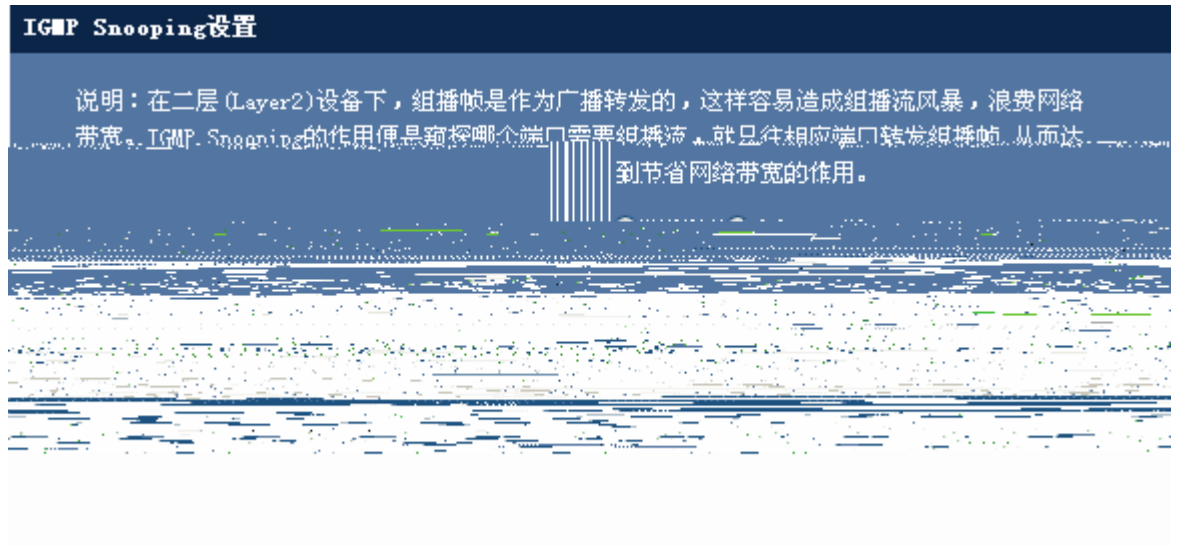 IGMP Snooping设置
说明：在二层(Layer2)设备下，组播帧是作为广播转发的，这样容易造成组播流风暴，浪费网络
带宽。IGMP Snooping的作用便是窥探哪个端口需要组播流，就只往相应端口转发组播帧 从而达
到节省网络带宽的作用。